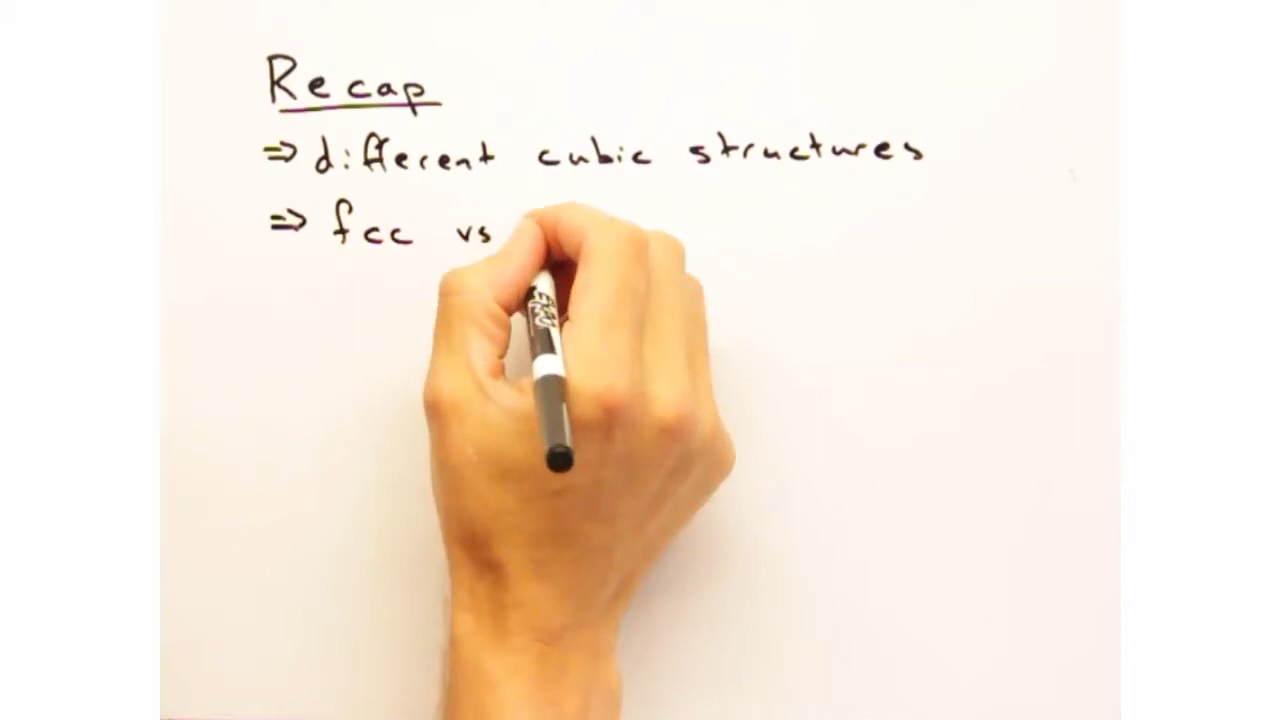 Recap
⇒ different cubic structures
⇒ fcc vs